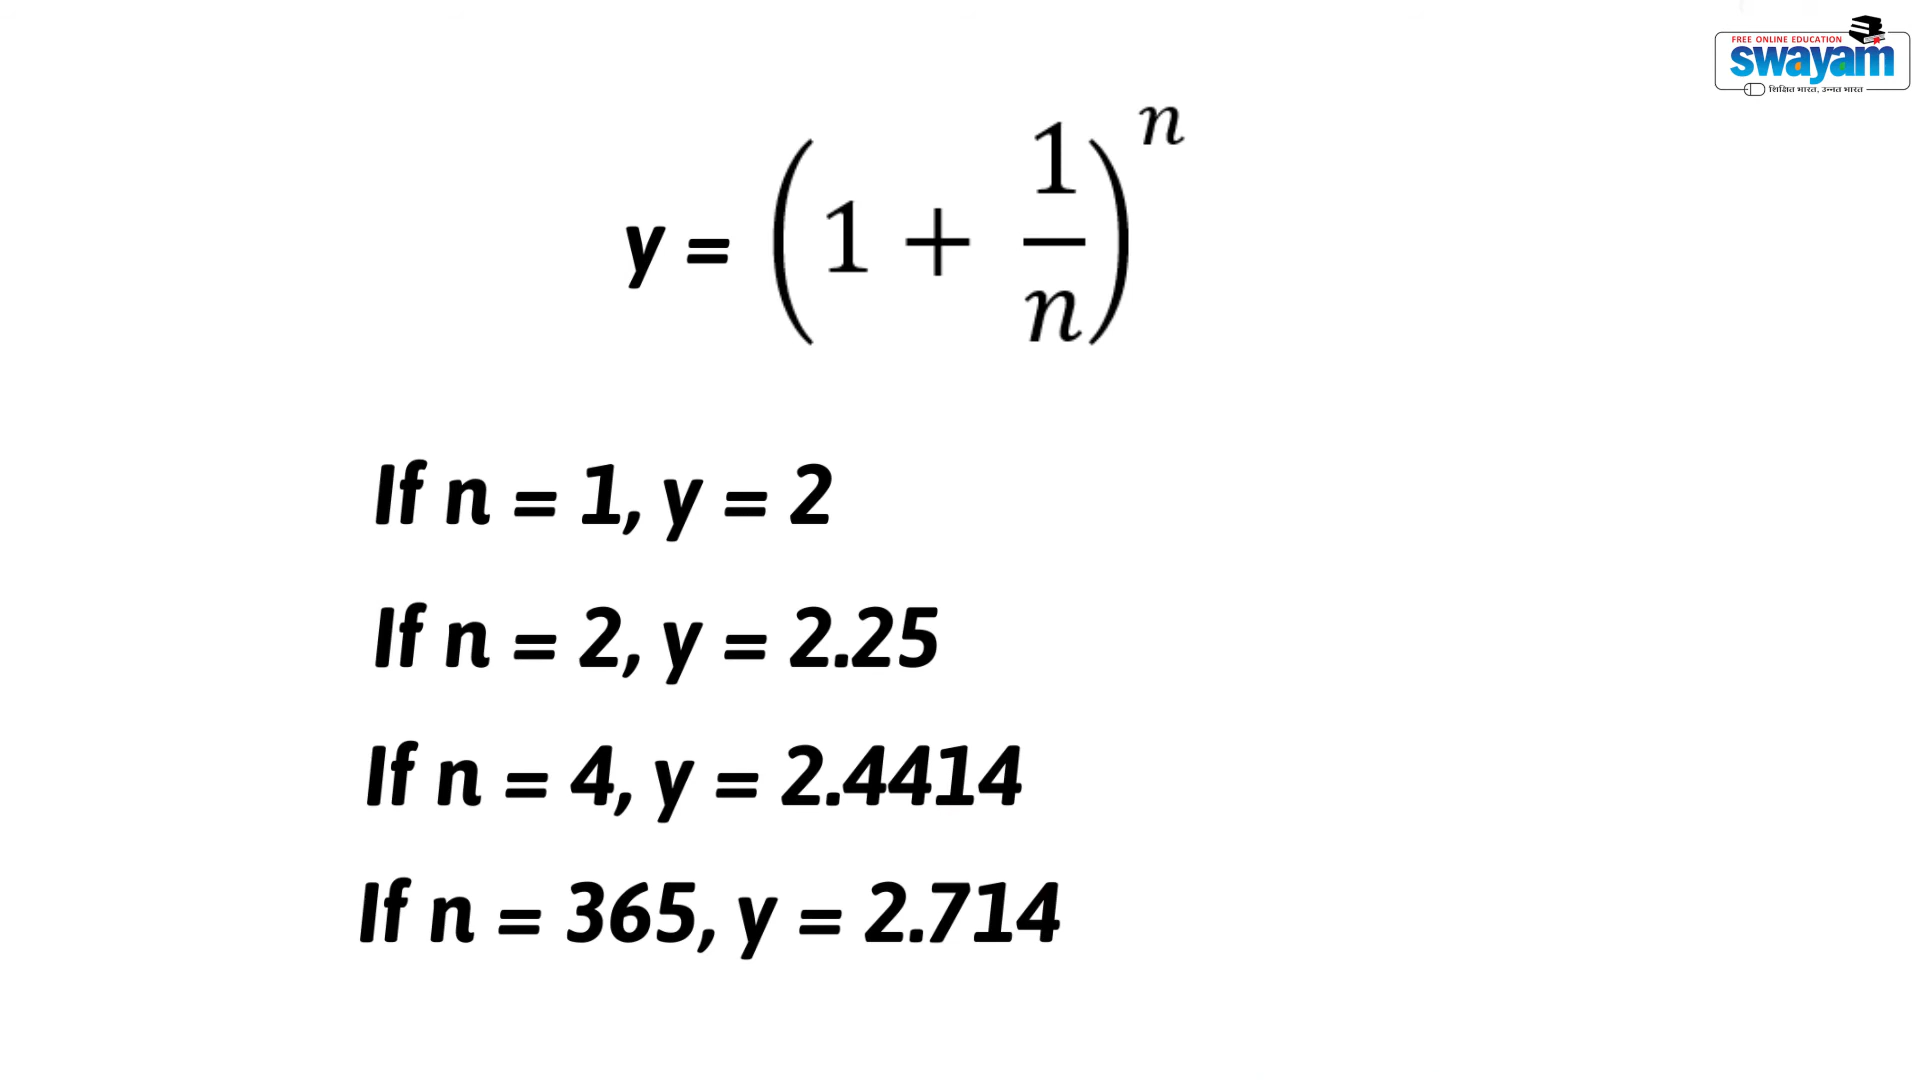 FREE ONLINE EDUCATION
swayam
शिक्षित भारत, उन्नत भारत
y = (1 + 1/n)^n
If n = 1, y = 2
If n = 2, y = 2.25
If n = 4, y = 2.4414
If n = 365, y = 2.714